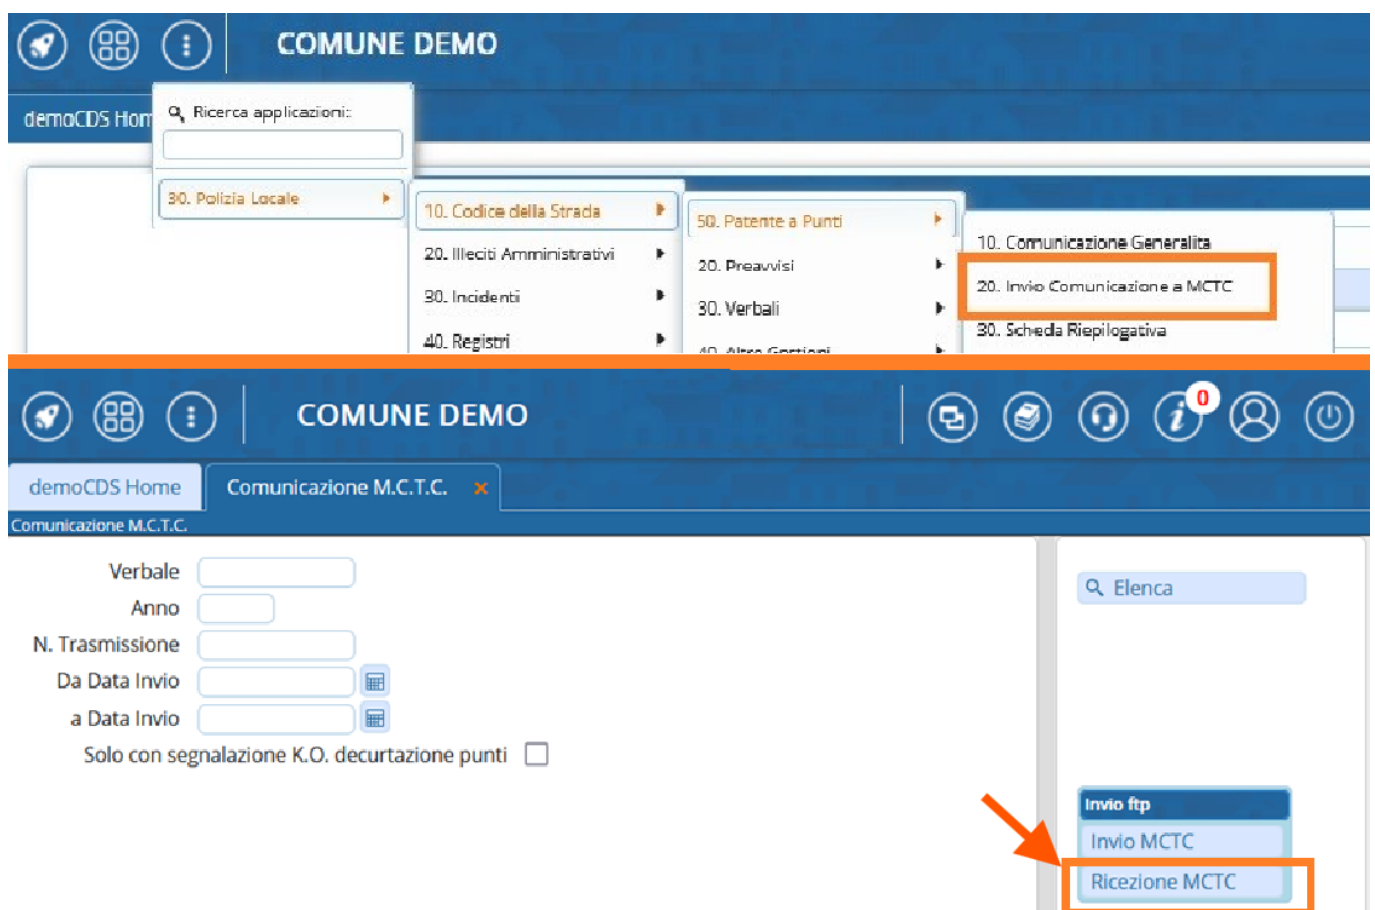 COMUNE DEMO
demoCDS Hom
Ricerca applicazioni:
30. Polizia Locale
10. Codice della Strada
20. Illeciti Amministrativi
30. Incidenti
40. Registri
50. Patente a Punti
20. Preavvisi
30. Verbali
40. Altre Gestioni
10. Comunicazione Generalita
20. Invio Comunicazione a MCTC
30. Scheda Riepilogativa
COMUNE DEMO
0
demoCDS Home
Comunicazione M.C.T.C. ×
Comunicazione M.C.T.C.
Verbale
Anno
N. Trasmissione
Da Data Invio
a Data Invio
Solo con segnalazione K.O. decurtazione punti
Elenca
Invio ftp
Invio MCTC
Ricezione MCTC